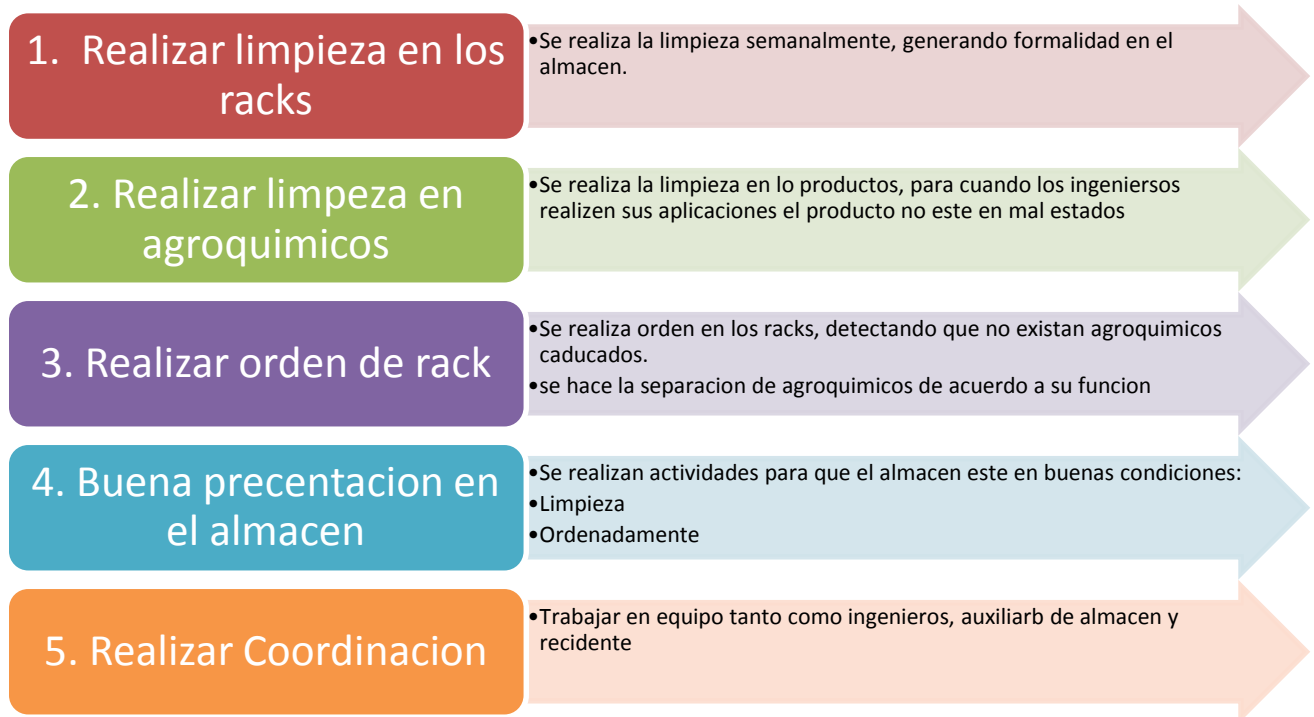 1. Realizar limpieza en los
racks
•Se realiza la limpieza semanalmente, generando formalidad en el
almacen.
2. Realizar limpeza en
agroquimicos
•Se realiza la limpieza en lo productos, para cuando los ingeniersos
realizen sus aplicaciones el producto no este en mal estados
3. Realizar orden de rack
•Se realiza orden en los racks, detectando que no existan agroquimicos
caducados.
•se hace la separacion de agroquimicos de acuerdo a su funcion
4. Buena precentacion en
el almacen
•Se realizan actividades para que el almacen este en buenas condiciones:
•Limpieza
•Ordenadamente
5. Realizar Coordinacion
•Trabajar en equipo tanto como ingenieros, auxiliarb de almacen y
recidente